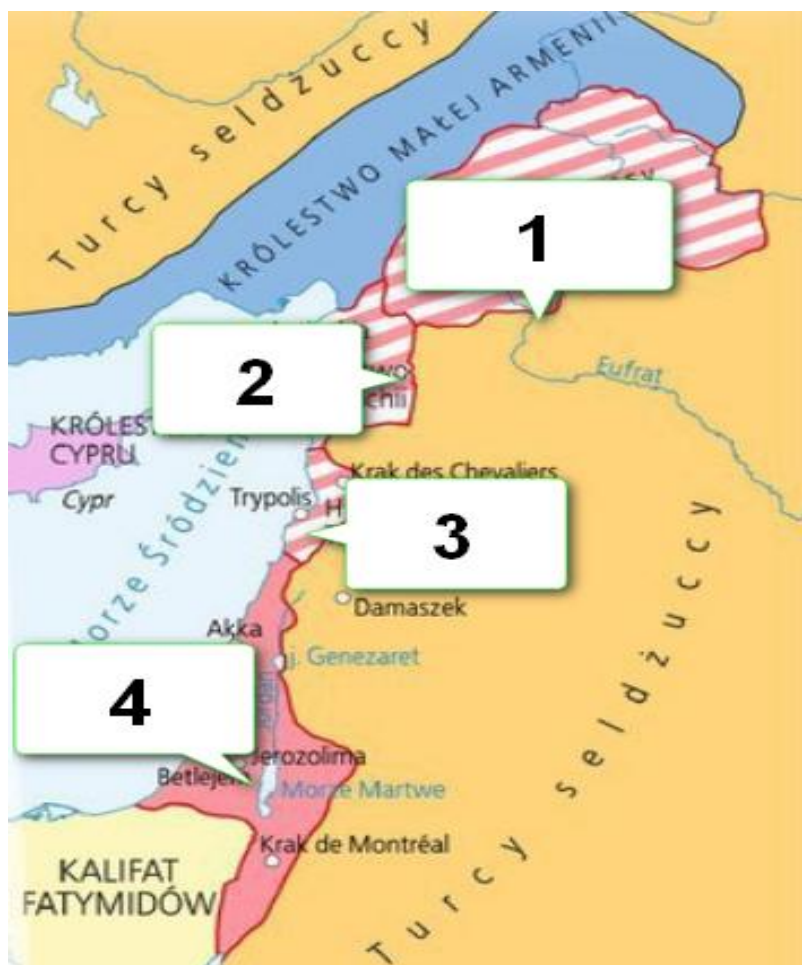 Turcy seldżuccy
KRÓLESTWO MAŁEJ ARMENII
1
2
chii
Eufrat
CYPRU
Cypr
Krak des Chevaliers
Trypolis
3
Damaszek
Akka
j. Genezaret
4
Jerozolima
Morze Martwe
Krak de Montréal
KALIFAT
FATYMIDÓW
Turcy seldżuccy